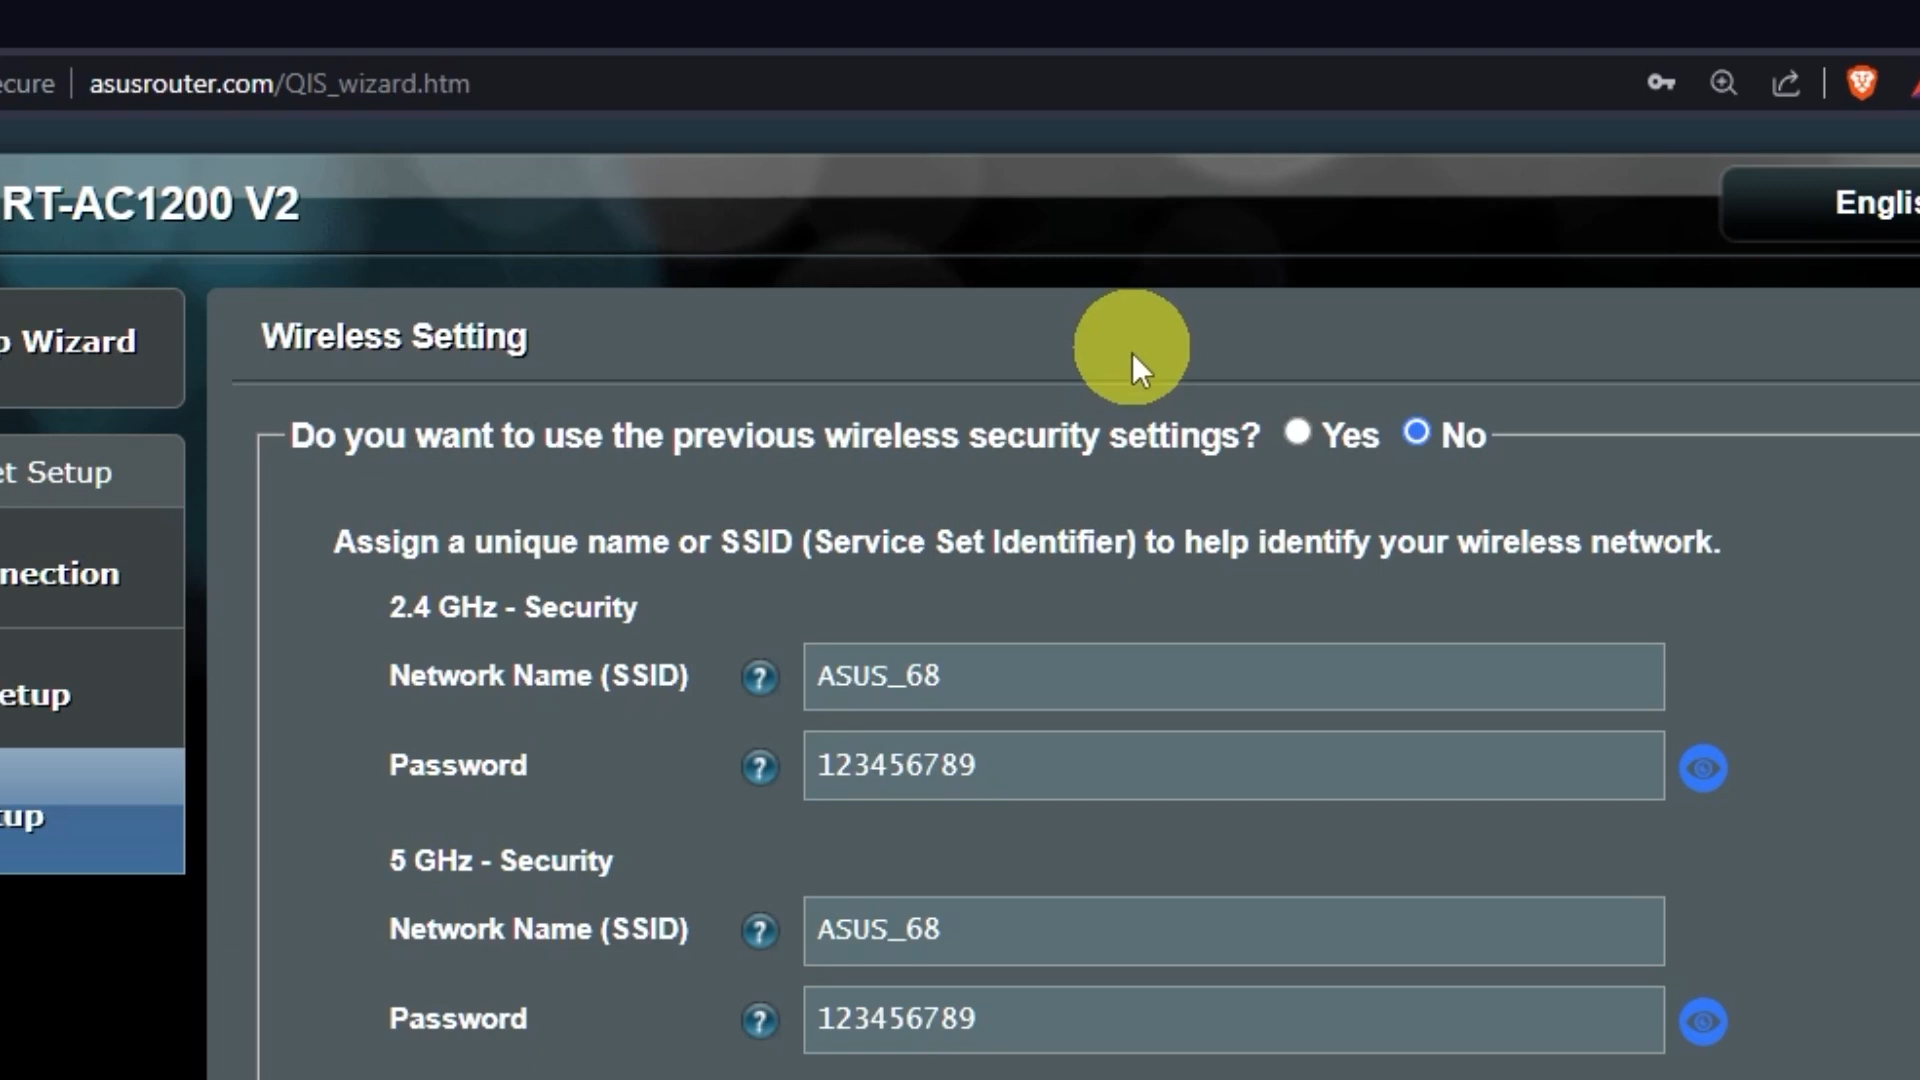 ecure asusrouter.com/QIS_wizard.htm
RT-AC1200 V2
Englis
p Wizard
Wireless Setting
Do you want to use the previous wireless security settings? Yes No
et Setup
Assign a unique name or SSID (Service Set Identifier) to help identify your wireless network.
nection
2.4 GHz - Security
Network Name (SSID) ? ASUS_68
etup
Password ? 123456789
tup
5 GHz - Security
Network Name (SSID) ? ASUS_68
Password ? 123456789